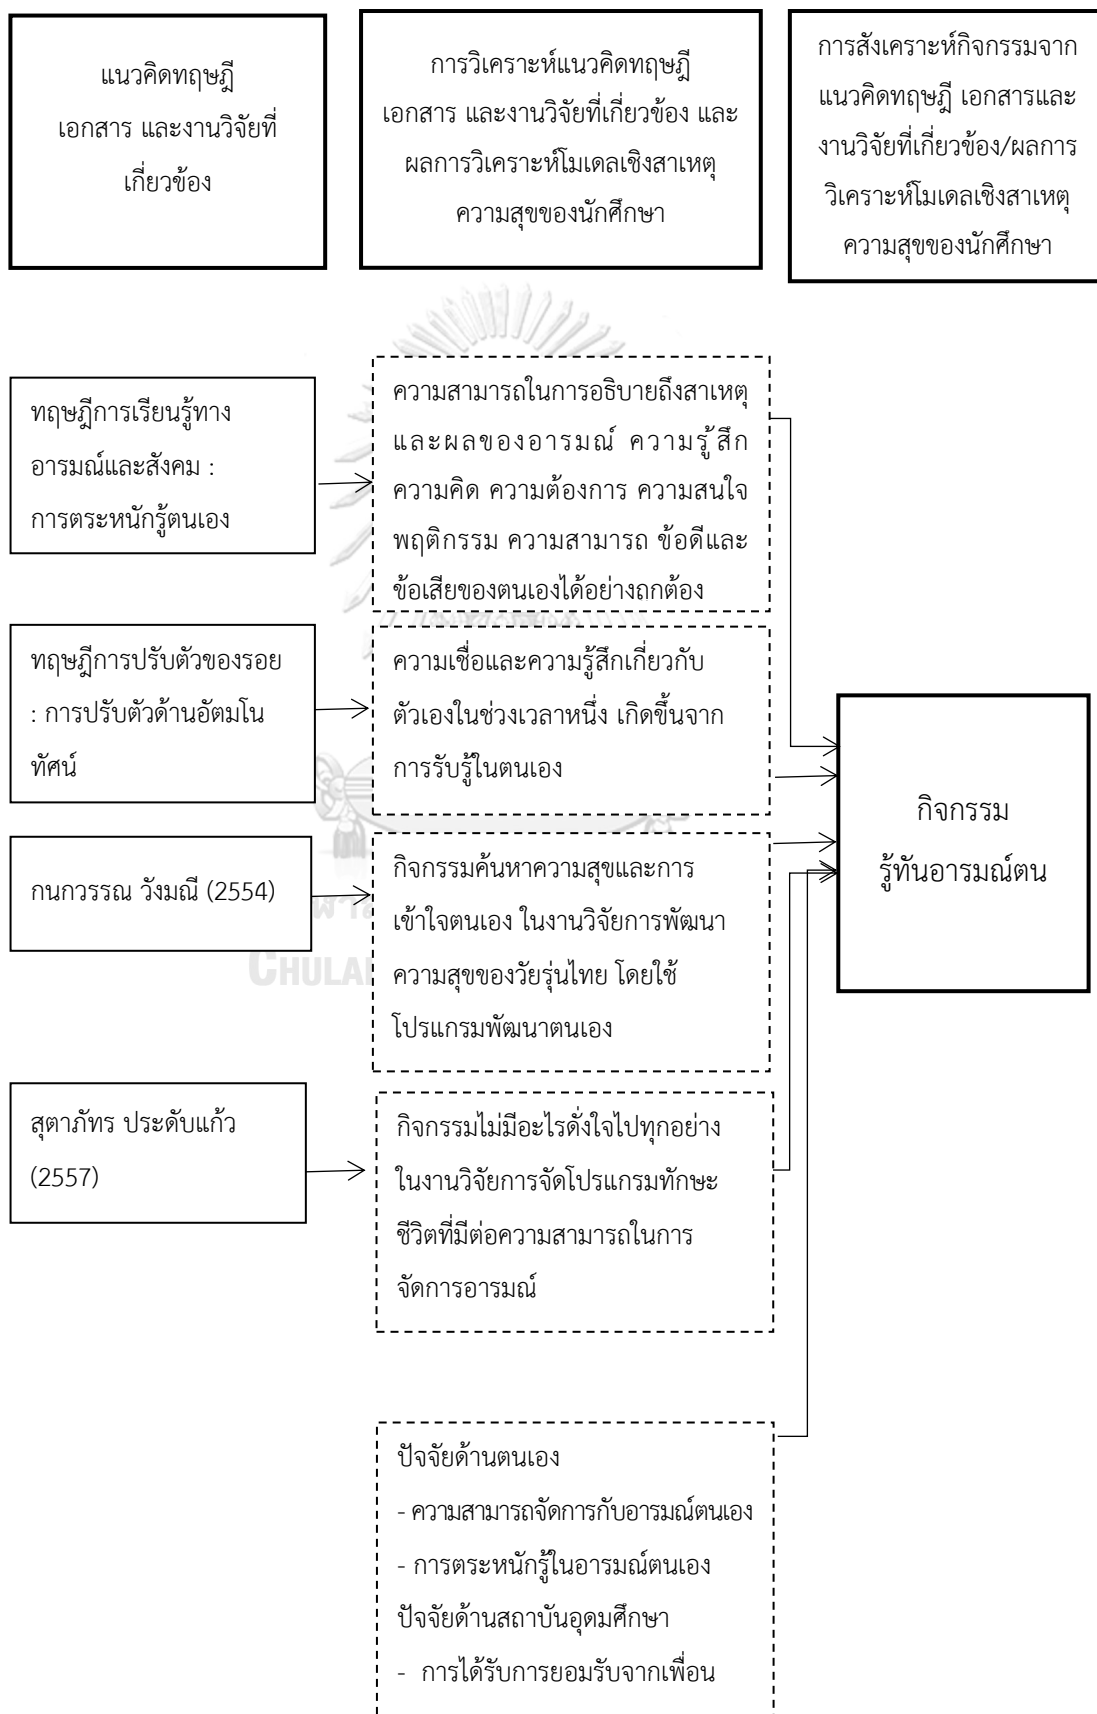 แนวคิดทฤษฎี
เอกสาร และงานวิจัยที่
เกี่ยวข้อง
การวิเคราะห์แนวคิดทฤษฎี
เอกสาร และงานวิจัยที่เกี่ยวข้อง และ
ผลการวิเคราะห์โมเดลเชิงสาเหตุ
ความสุขของนักศึกษา
การสังเคราะห์กิจกรรมจาก
แนวคิดทฤษฎี เอกสารและ
งานวิจัยที่เกี่ยวข้อง/ผลการ
วิเคราะห์โมเดลเชิงสาเหตุ
ความสุขของนักศึกษา
ทฤษฎีการเรียนรู้ทาง
อารมณ์และสังคม :
การตระหนักรู้ตนเอง
ความสามารถในการอธิบายถึงสาเหตุ
และผลของอารมณ์ ความรู้สึก
ความคิด ความต้องการ ความสนใจ
พฤติกรรม ความสามารถ ข้อดีและ
ข้อเสียของตนเองได้อย่างถกต้อง
ทฤษฎีการปรับตัวของรอย
: การปรับตัวด้านอัตมโน
ทัศน์
ความเชื่อและความรู้สึกเกี่ยวกับ
ตัวเองในช่วงเวลาหนึ่ง เกิดขึ้นจาก
การรับรู้ในตนเอง
กนกวรรณ วังมณี (2554)
กิจกรรมค้นหาความสุขและการ
เข้าใจตนเอง ในงานวิจัยการพัฒนา
ความสุขของวัยรุ่นไทย โดยใช้
โปรแกรมพัฒนาตนเอง
กิจกรรม
รู้ทันอารมณ์ตน
สุตาภัทร ประดับแก้ว
(2557)
กิจกรรมไม่มีอะไรดั่งใจไปทุกอย่าง
ในงานวิจัยการจัดโปรแกรมทักษะ
ชีวิตที่มีต่อความสามารถในการ
จัดการอารมณ์
ปัจจัยด้านตนเอง
- ความสามารถจัดการกับอารมณ์ตนเอง
- การตระหนักรู้ในอารมณ์ตนเอง
ปัจจัยด้านสถาบันอุดมศึกษา
- การได้รับการยอมรับจากเพื่อน